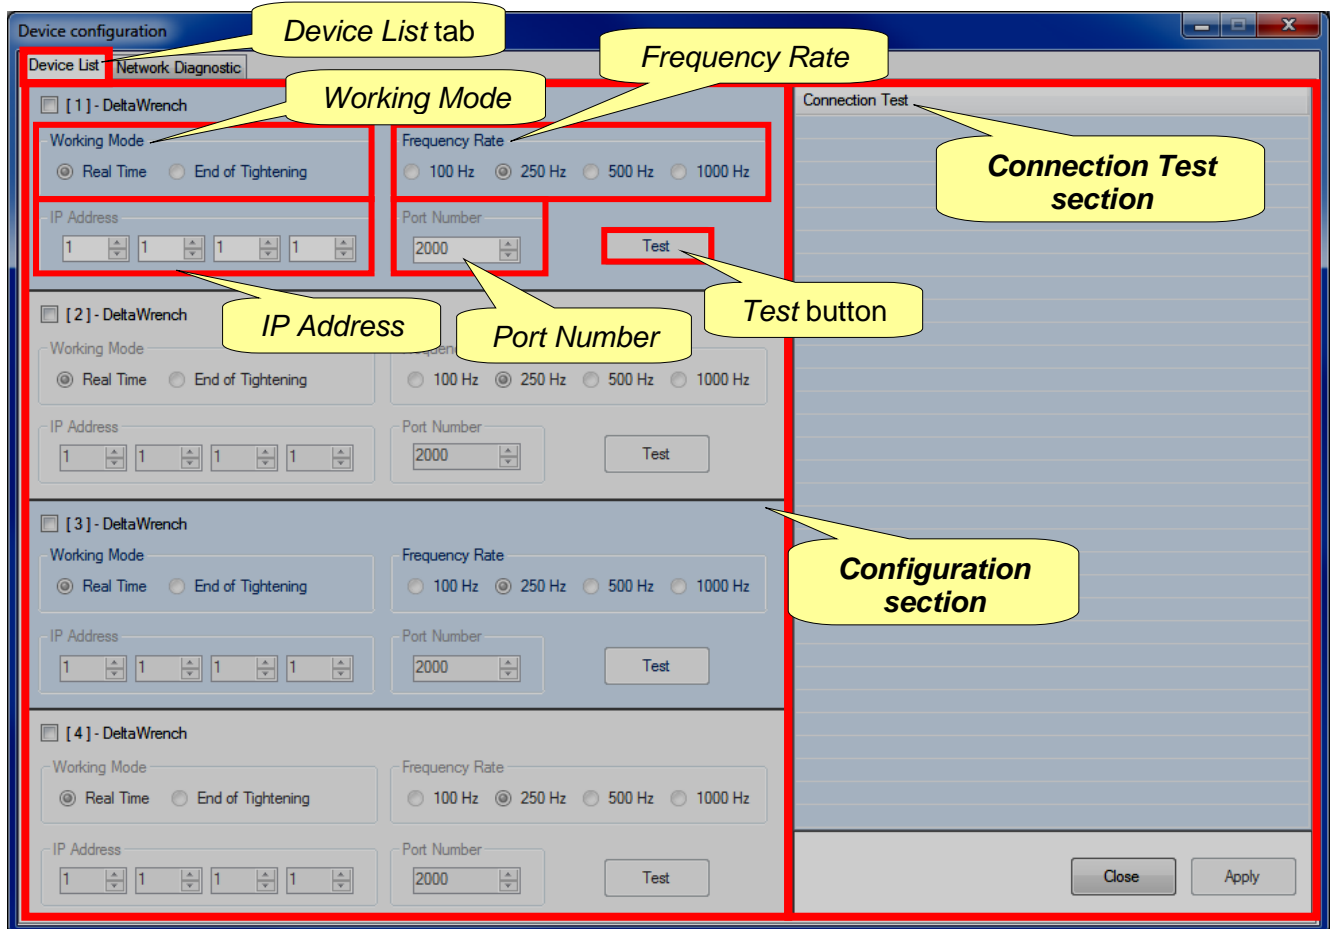 Device configuration
Device List tab
Frequency Rate
Device List
Network Diagnostic
Working Mode
[ 1 ] - DeltaWrench
Connection Test
Working Mode
Frequency Rate
Real Time
End of Tightening
100 Hz
250 Hz
500 Hz
1000 Hz
Connection Test
section
IP Address
Port Number
1
1
1
1
2000
Test
IP Address
Port Number
Test button
[ 2 ] - DeltaWrench
Working Mode
Real Time
End of Tightening
100 Hz
250 Hz
500 Hz
1000 Hz
IP Address
Port Number
1
1
1
1
2000
Test
[ 3 ] - DeltaWrench
Working Mode
Frequency Rate
Real Time
End of Tightening
100 Hz
250 Hz
500 Hz
1000 Hz
Configuration
section
IP Address
Port Number
1
1
1
1
2000
Test
[ 4 ] - DeltaWrench
Working Mode
Frequency Rate
Real Time
End of Tightening
100 Hz
250 Hz
500 Hz
1000 Hz
IP Address
Port Number
1
1
1
1
2000
Test
Close
Apply